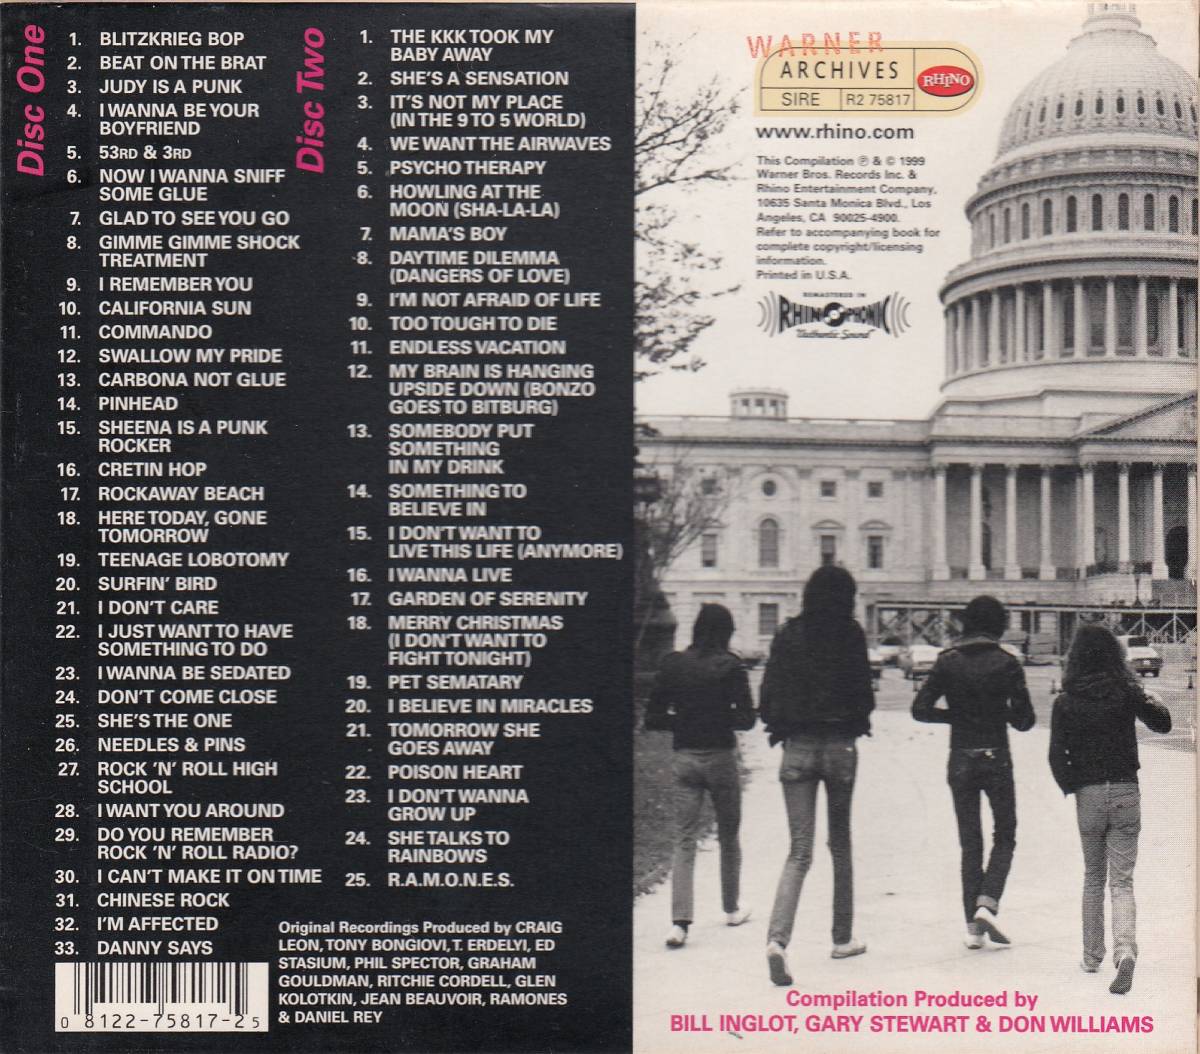 Disc One
1. BLITZKRIEG BOP
2. BEAT ON THE BRAT
3. JUDY IS A PUNK
4. I WANNA BE YOUR
BOYFRIEND
5. 53RD & 3RD
6. NOW I WANNA SNIFF
SOME GLUE
7. GLAD TO SEE YOU GO
8. GIMME GIMME SHOCK
TREATMENT
9. I REMEMBER YOU
10. CALIFORNIA SUN
11. COMMANDO
12. SWALLOW MY PRIDE
13. CARBONA NOT GLUE
14. PINHEAD
15. SHEENA IS A PUNK
ROCKER
16. CRETIN HOP
17. ROCKAWAY BEACH
18. HERE TODAY, GONE
TOMORROW
19. TEENAGE LOBOTOMY
20. SURFIN' BIRD
21. I DON'T CARE
22. I JUST WANT TO HAVE
SOMETHING TO DO
23. I WANNA BE SEDATED
24. DON'T COME CLOSE
25. SHE'S THE ONE
26. NEEDLES & PINS
27. ROCK 'N' ROLL HIGH
SCHOOL
28. I WANT YOU AROUND
29. DO YOU REMEMBER
ROCK 'N' ROLL RADIO?
30. I CAN'T MAKE IT ON TIME
31. CHINESE ROCK
32. I'M AFFECTED
33. DANNY SAYS
0 8122-75817-2 5
Disc Two
1. THE KKK TOOK MY
BABY AWAY
2. SHE'S A SENSATION
3. IT'S NOT MY PLACE
(IN THE 9 TO 5 WORLD)
4. WE WANT THE AIRWAVES
5. PSYCHO THERAPY
6. HOWLING AT THE
MOON (SHA-LA-LA)
7. MAMA'S BOY
8. DAYTIME DILEMMA
(DANGERS OF LOVE)
9. I'M NOT AFRAID OF LIFE
10. TOO TOUGH TO DIE
11. ENDLESS VACATION
12. MY BRAIN IS HANGING
UPSIDE DOWN (BONZO
GOES TO BITBURG)
13. SOMEBODY PUT
SOMETHING
IN MY DRINK
14. SOMETHING TO
BELIEVE IN
15. I DON'T WANT TO
LIVE THIS LIFE (ANYMORE)
16. I WANNA LIVE
17. GARDEN OF SERENITY
18. MERRY CHRISTMAS
(I DON'T WANT TO
FIGHT TONIGHT)
19. PET SEMATARY
20. I BELIEVE IN MIRACLES
21. TOMORROW SHE
GOES AWAY
22. POISON HEART
23. I DON'T WANNA
GROW UP
24. SHE TALKS TO
RAINBOWS
25. R.A.M.O.N.E.S.
Original Recordings Produced by CRAIG
LEON, TONY BONGIOVI, T. ERDELYI, ED
STASIUM, PHIL SPECTOR, GRAHAM
GOULDMAN, RITCHIE CORDELL, GLEN
KOLOTKIN, JEAN BEAUVOIR, RAMONES
& DANIEL REY
WARNER
ARCHIVES
RHINO
SIRE R2 75817
www.rhino.com
This Compilation ℗ & © 1999
Warner Bros. Records Inc. &
Rhino Entertainment Company,
10635 Santa Monica Blvd., Los
Angeles, CA 90025-4900.
Refer to accompanying book for
complete copyright/licensing
information.
Printed in U.S.A.
REMASTERED IN
RHINOPHONIC
"Authentic Sound"
Compilation Produced by
BILL INGLOT, GARY STEWART & DON WILLIAMS